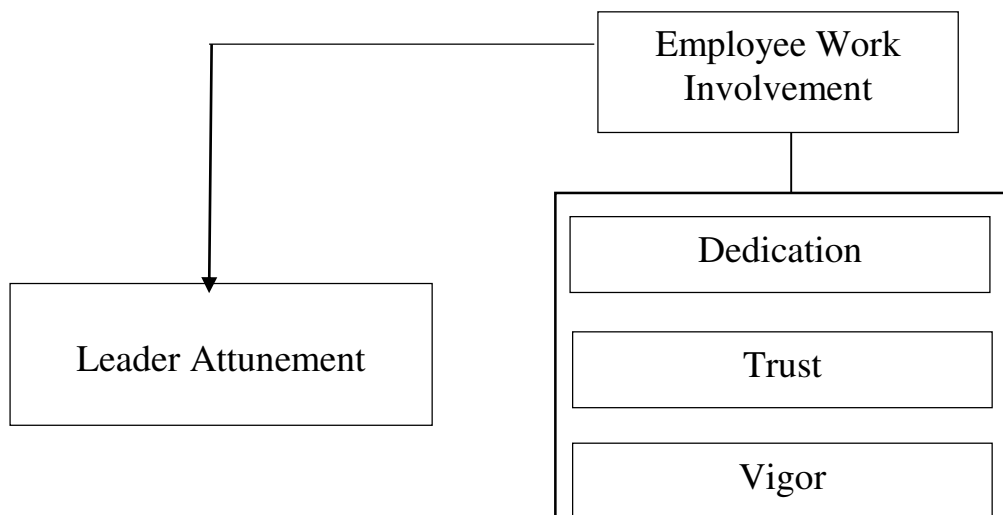 Employee Work
Involvement
Dedication
Leader Attunement
Trust
Vigor